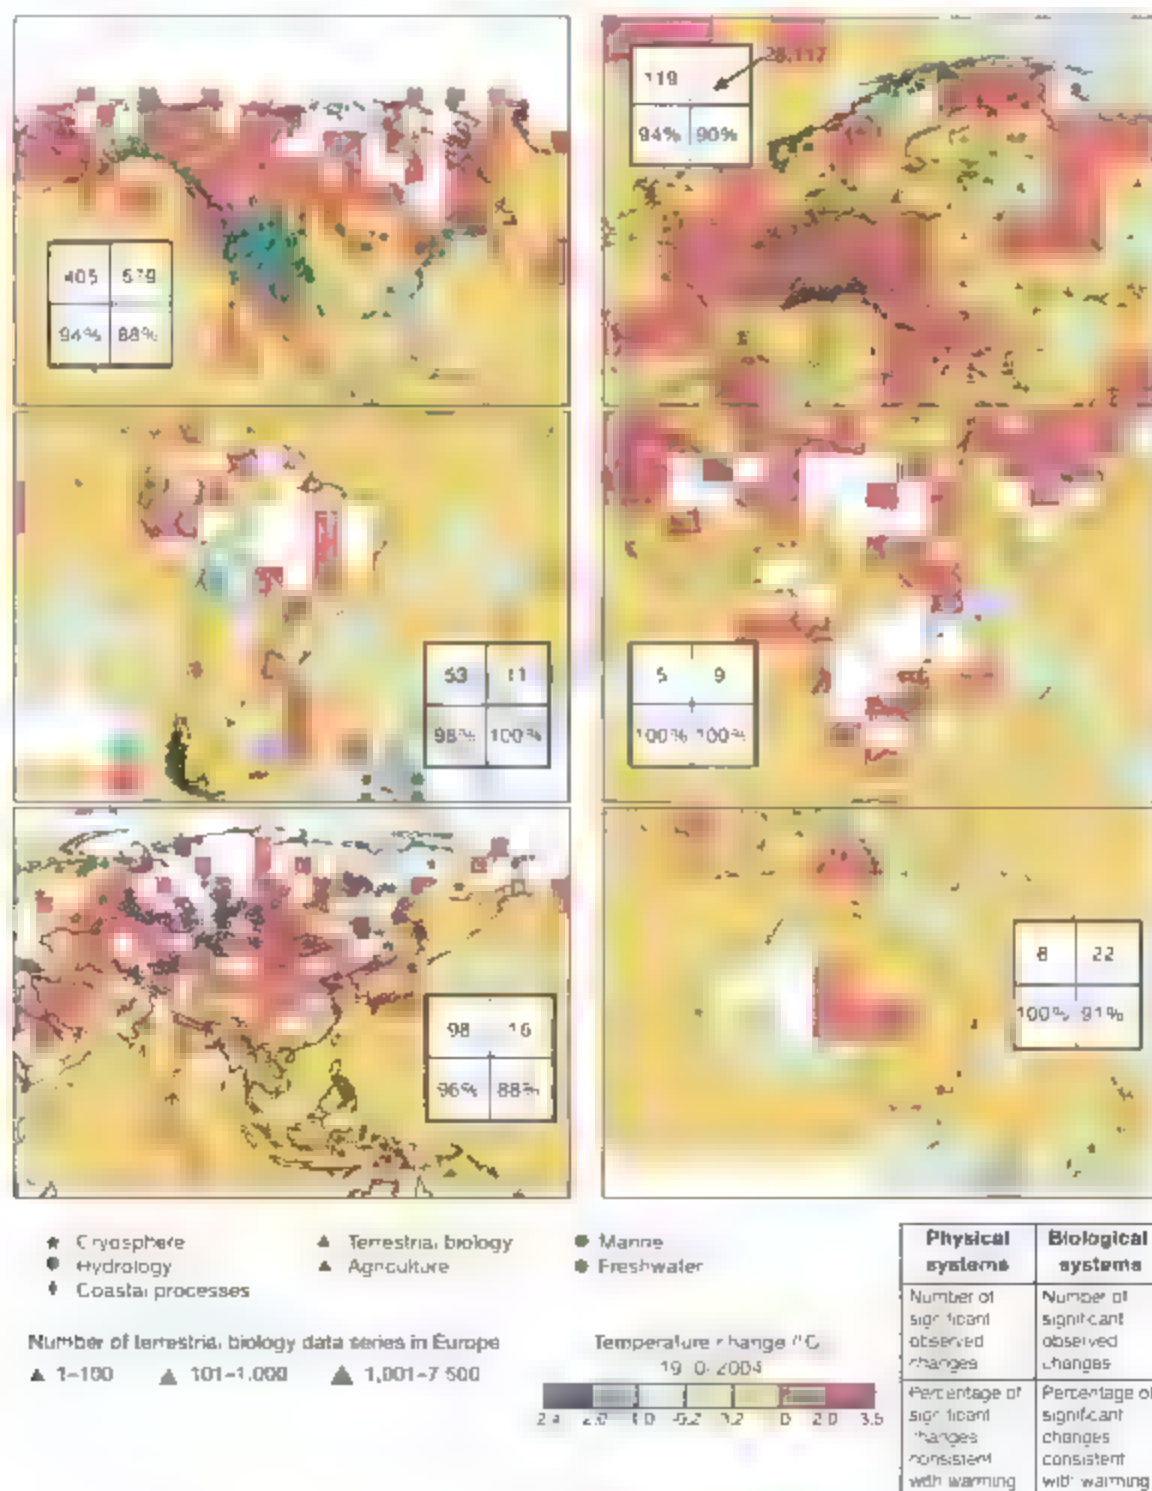 119
28,117
94% 90%
405 519
94% 88%
53 11
98% 100%
5 9
100% 100%
8 22
100% 91%
98 16
96% 88%
Cryosphere
Hydrology
Coastal processes
Terrestrial biology
Agriculture
Marine
Freshwater
Number of terrestrial biology data series in Europe
1–100 101–1,000 1,001–7 500
Temperature change °C
2.0 3.5
Physical systems
Biological systems
Number of significant observed changes
Number of significant observed changes
Percentage of significant changes consistent with warming
Percentage of significant changes consistent with warming